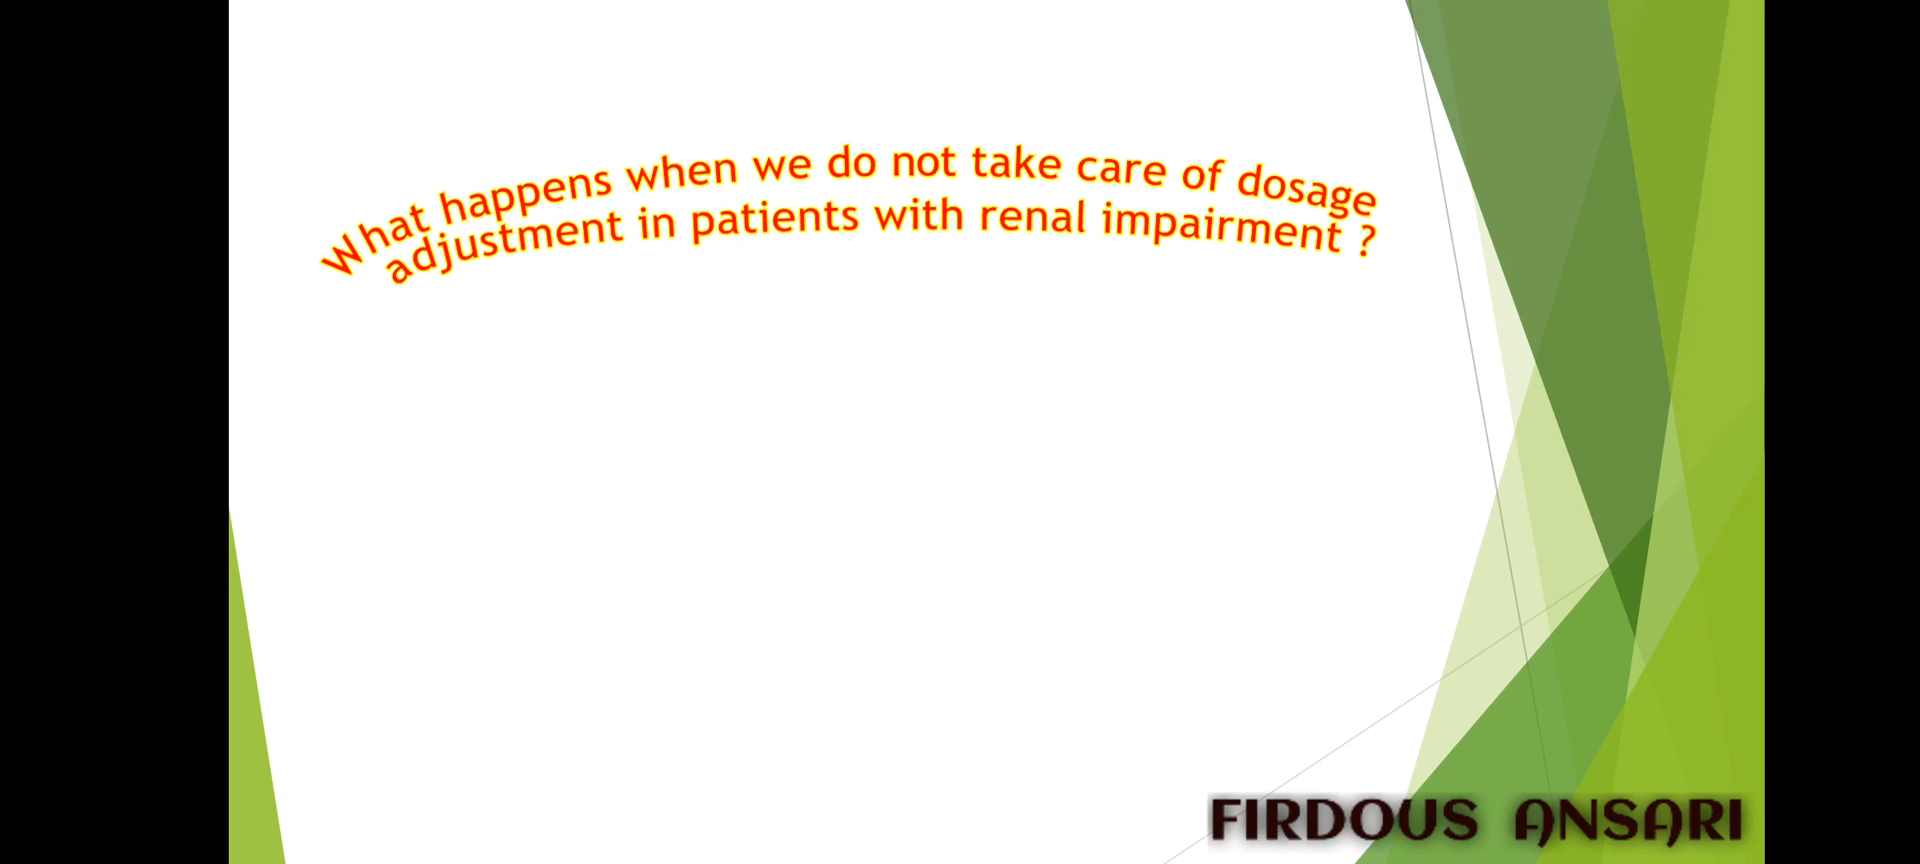 What happens when we do not take care of dosage
adjustment in patients with renal impairment ?
FIRDOUS ANSARI